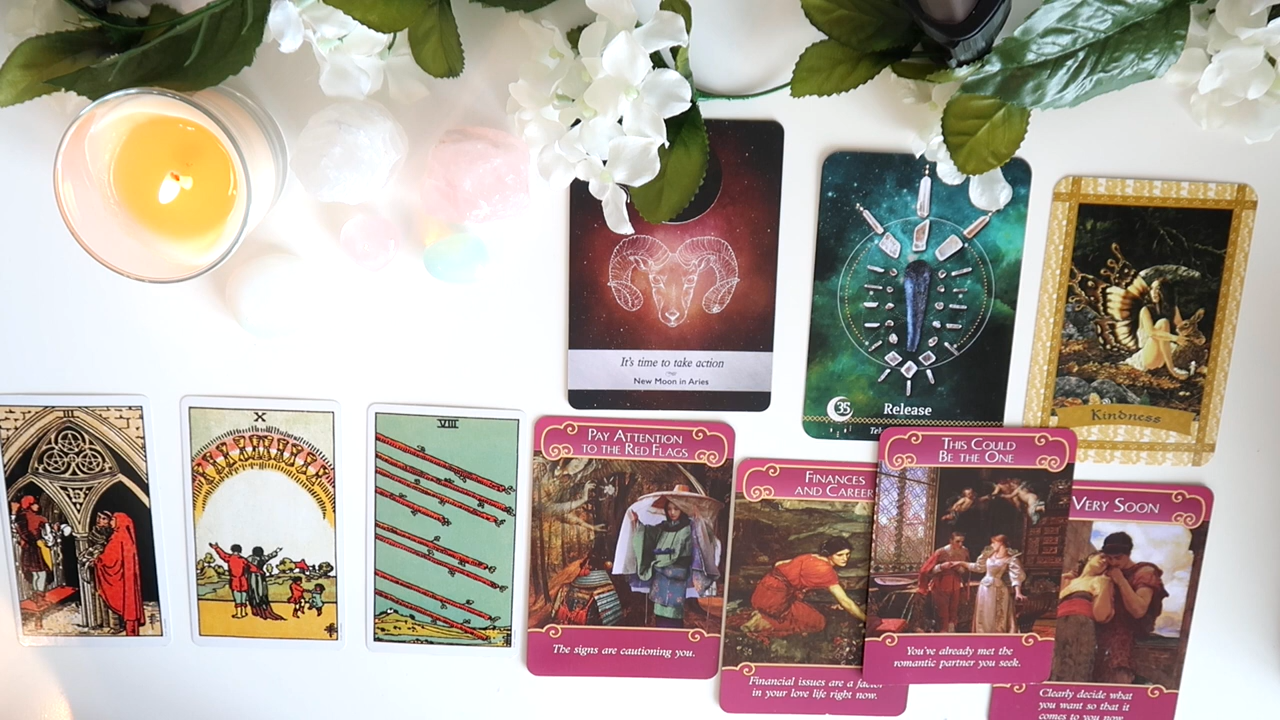 It's time to take action
New Moon in Aries
35
Release
Kindness
III
X
VIII
PAY ATTENTION
TO THE RED FLAGS
The signs are cautioning you.
FINANCES
AND CAREER
Financial issues are a factor
in your love life right now.
THIS COULD
BE THE ONE
You've already met the
romantic partner you seek.
VERY SOON
Clearly decide what
you want so that it
comes to you now.